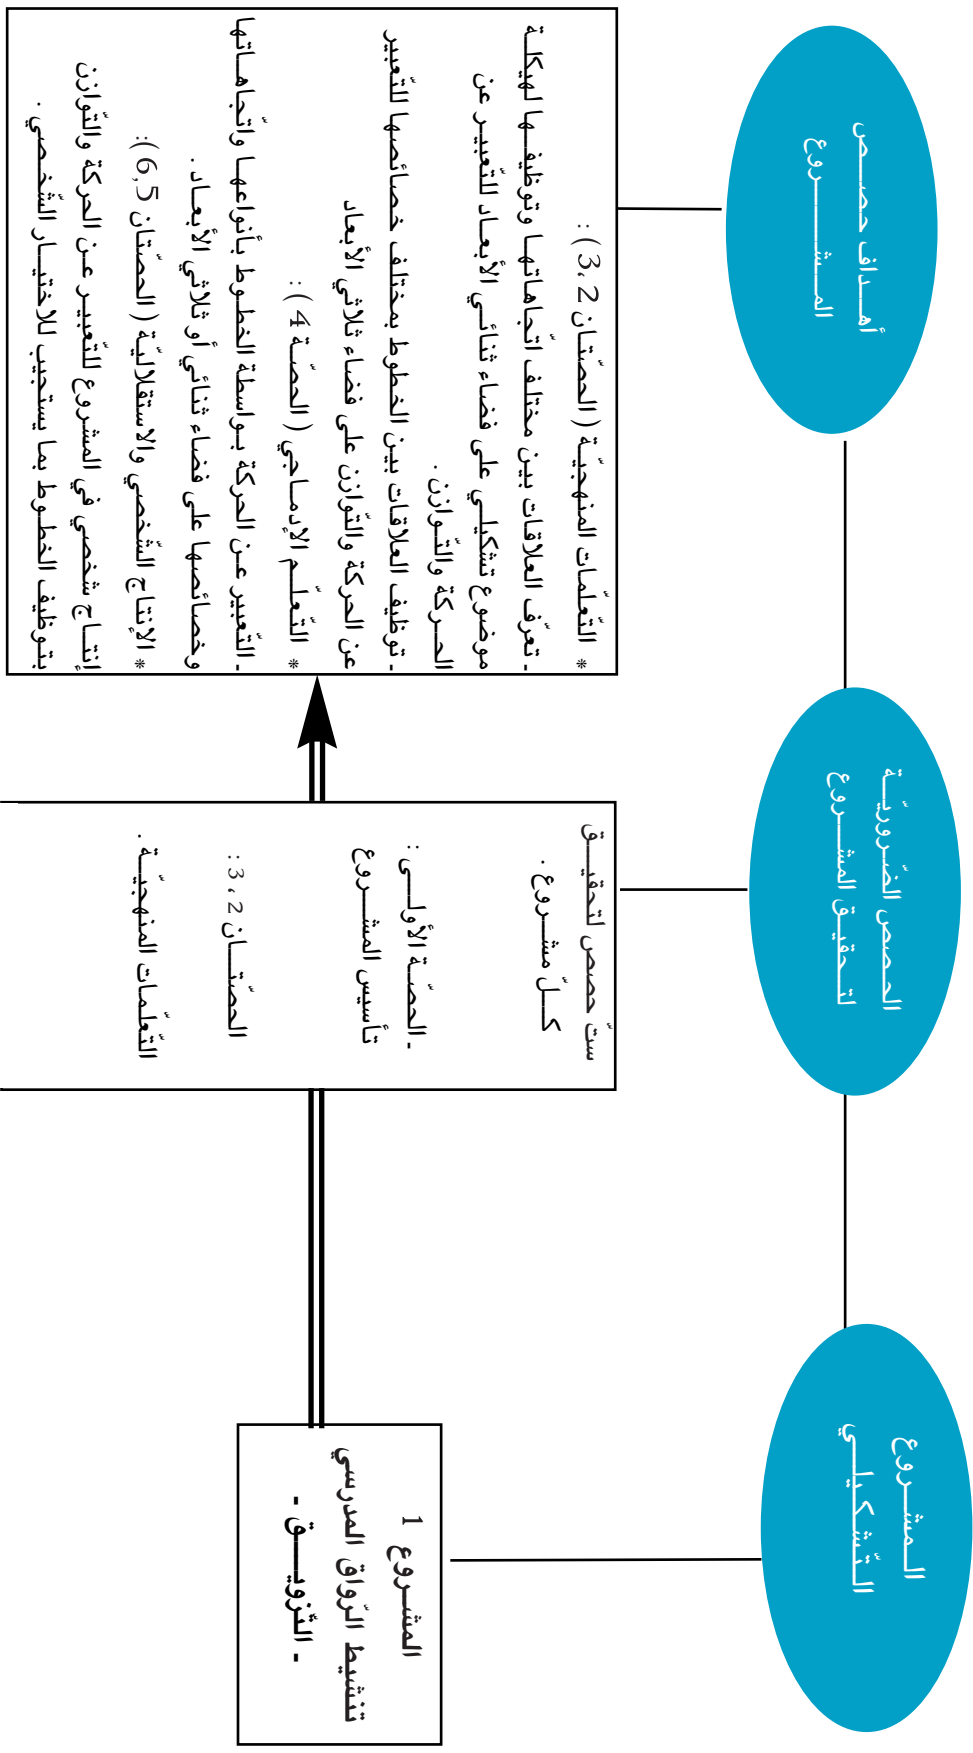 المشروع
التّشكيلي
الحصص الضّروريّة
لتحقيق المشروع
أهداف حصص
المشروع
المشروع 1
تنشيط الرّواق المدرسي
- التّزويق -
ستّ حصص لتحقيق
كلّ مشروع .
- الحصّة الأولى :
تأسيس المشروع
الحصّتان 2 ، 3 :
التّعلّمات المنهجيّة .
* التّعلّمات المنهجيّة ( الحصّتان 2 ،3 ) :
- تعرّف العلاقات بين مختلف اتّجاهاتها وتوظيفها لهيكلة
موضوع تشكيلي على فضاء ثنائي الأبعاد للتّعبير عن
الحركة والتّوازن .
- توظيف العلاقات بين الخطوط بمختلف خصائصها للتّعبير
عن الحركة والتّوازن على فضاء ثلاثي الأبعاد
* التّعلّم الإدماجي ( الحصّة 4 ) :
- التّعبير عن الحركة بواسطة الخطوط بأنواعها واتّجاهاتها
وخصائصها على فضاء ثنائي أو ثلاثي الأبعاد .
* الإنتاج الشّخصي والاستقلاليّة ( الحصّتان 6,5 ):
إنتاج شخصي في المشروع للتّعبير عن الحركة والتّوازن
بتوظيف الخطوط بما يستجيب للاختيار الشّخصي .